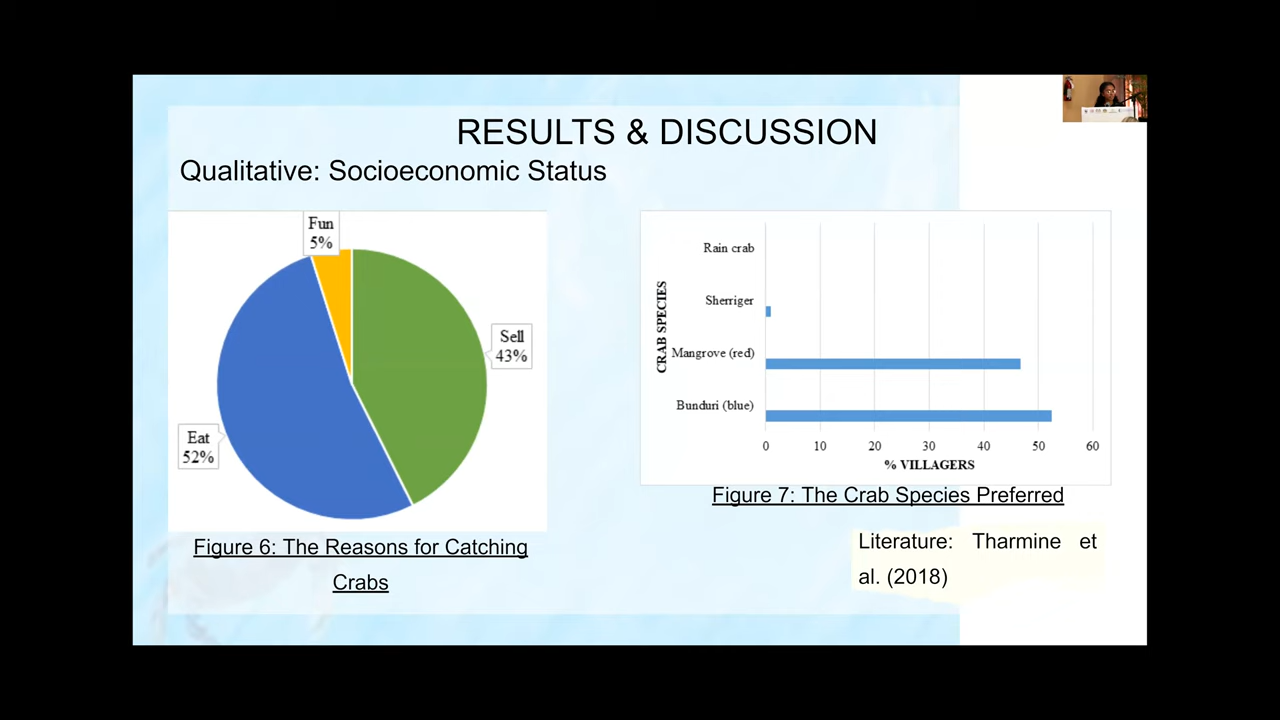 RESULTS & DISCUSSION
Qualitative: Socioeconomic Status
Fun
5%
Sell
43%
Eat
52%
Figure 6: The Reasons for Catching
Crabs
CRAB SPECIES
Rain crab
Sherriger
Mangrove (red)
Bunduri (blue)
0 10 20 30 40 50 60
% VILLAGERS
Figure 7: The Crab Species Preferred
Literature: Tharmine et
al. (2018)